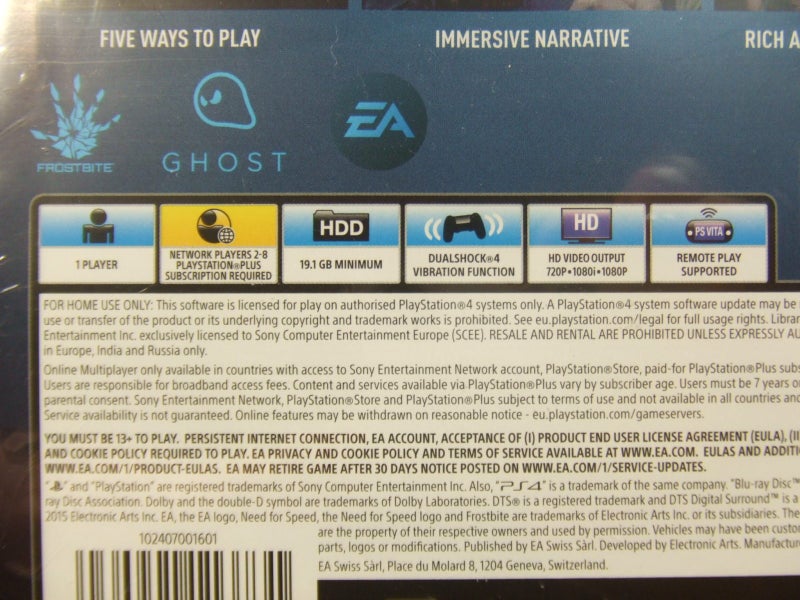 FIVE WAYS TO PLAY
IMMERSIVE NARRATIVE
RICH A
FROSTBITE
GHOST
EA
1 PLAYER
NETWORK PLAYERS 2-8
PLAYSTATION®PLUS
SUBSCRIPTION REQUIRED
HDD
19.1 GB MINIMUM
DUALSHOCK®4
VIBRATION FUNCTION
HD
HD VIDEO OUTPUT
720P•1080i•1080P
PS VITA
REMOTE PLAY
SUPPORTED
FOR HOME USE ONLY: This software is licensed for play on authorised PlayStation®4 systems only. A PlayStation®4 system software update may be
use or transfer of the product or its underlying copyright and trademark works is prohibited. See eu.playstation.com/legal for full usage rights. Librar
Entertainment Inc. exclusively licensed to Sony Computer Entertainment Europe (SCEE). RESALE AND RENTAL ARE PROHIBITED UNLESS EXPRESSLY AU
in Europe, India and Russia only.
Online Multiplayer only available in countries with access to Sony Entertainment Network account, PlayStation®Store, paid-for PlayStation®Plus subs
Users are responsible for broadband access fees. Content and services available via PlayStation®Plus vary by subscriber age. Users must be 7 years o
parental consent. Sony Entertainment Network, PlayStation®Store and PlayStation®Plus subject to terms of use and not available in all countries and
Service availability is not guaranteed. Online features may be withdrawn on reasonable notice - eu.playstation.com/gameservers.
YOU MUST BE 13+ TO PLAY. PERSISTENT INTERNET CONNECTION, EA ACCOUNT, ACCEPTANCE OF (I) PRODUCT END USER LICENSE AGREEMENT (EULA), (II
AND COOKIE POLICY REQUIRED TO PLAY. EA PRIVACY AND COOKIE POLICY AND TERMS OF SERVICE AVAILABLE AT WWW.EA.COM. EULAS AND ADDITI
WWW.EA.COM/1/PRODUCT-EULAS. EA MAY RETIRE GAME AFTER 30 DAYS NOTICE POSTED ON WWW.EA.COM/1/SERVICE-UPDATES.
" " and "PlayStation" are registered trademarks of Sony Computer Entertainment Inc. Also, "PS4" is a trademark of the same company. "Blu-ray Disc™
ray Disc Association. Dolby and the double-D symbol are trademarks of Dolby Laboratories. DTS® is a registered trademark and DTS Digital Surround™ is a
2015 Electronic Arts Inc. EA, the EA logo, Need for Speed, the Need for Speed logo and Frostbite are trademarks of Electronic Arts Inc. or its subsidiaries. The
are the property of their respective owners and used by permission. Vehicles may have been custo
parts, logos or modifications. Published by EA Swiss Sàrl. Developed by Electronic Arts. Manufactur
EA Swiss Sàrl, Place du Molard 8, 1204 Geneva, Switzerland.
102407001601